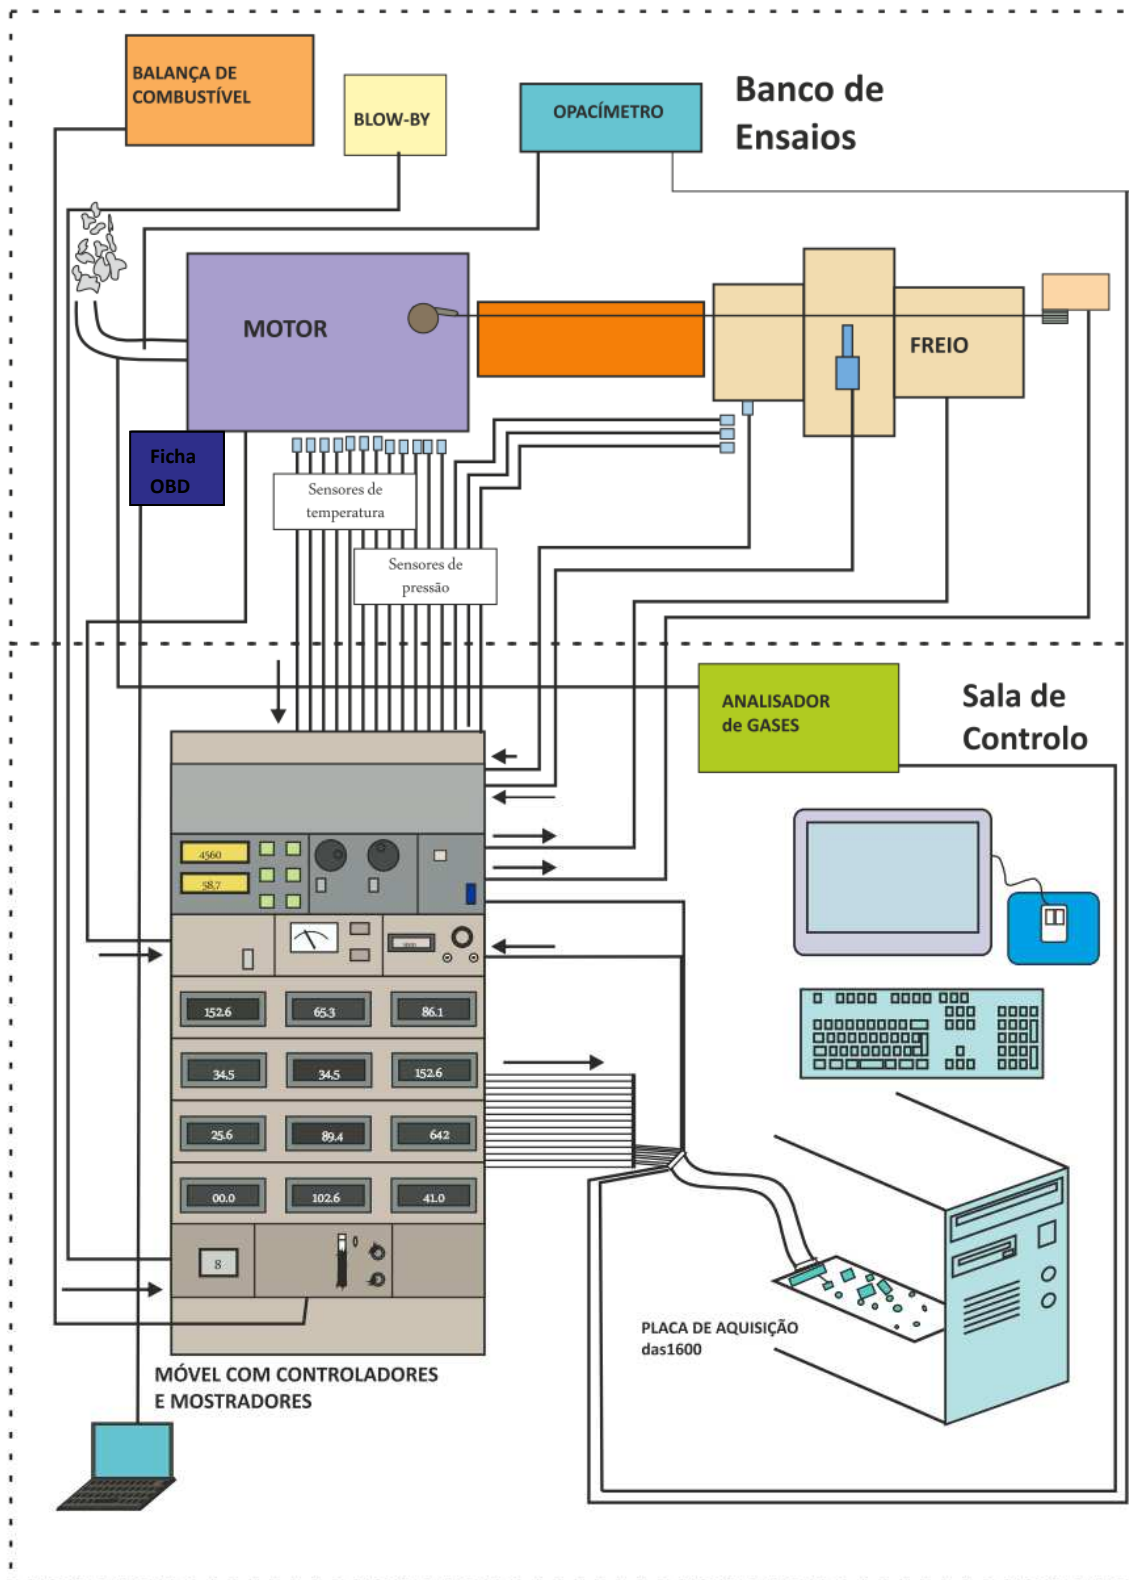 BALANÇA DE
COMBUSTÍVEL
BLOW-BY
OPACÍMETRO
Banco de
Ensaios
MOTOR
FREIO
Ficha
OBD
Sensores de
temperatura
Sensores de
pressão
ANALISADOR
de GASES
Sala de
Controlo
4560
58,7
152.6
65.3
86.1
34.5
34.5
152.6
25.6
89.4
642
00.0
102.6
41.0
8
PLACA DE AQUISIÇÃO
das1600
MÓVEL COM CONTROLADORES
E MOSTRADORES